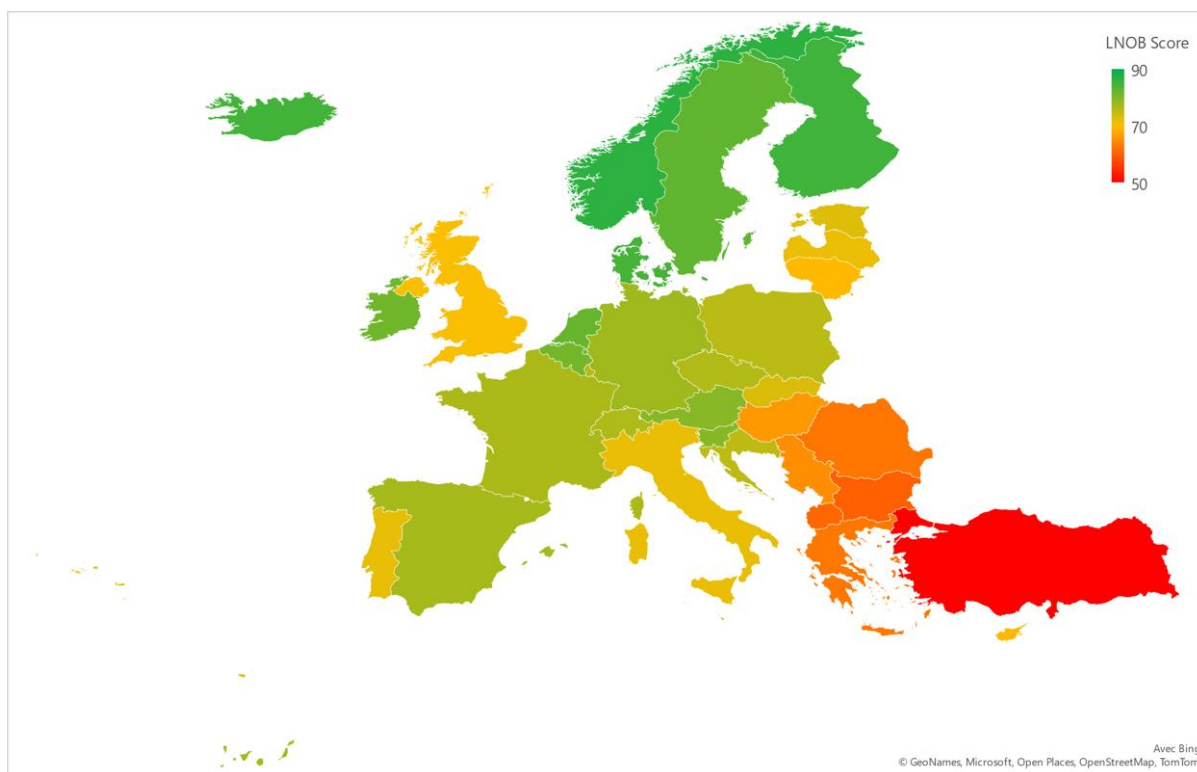 LNOB Score
90
70
50
Avec Bing
© GeoNames, Microsoft, Open Places, OpenStreetMap, TomTom